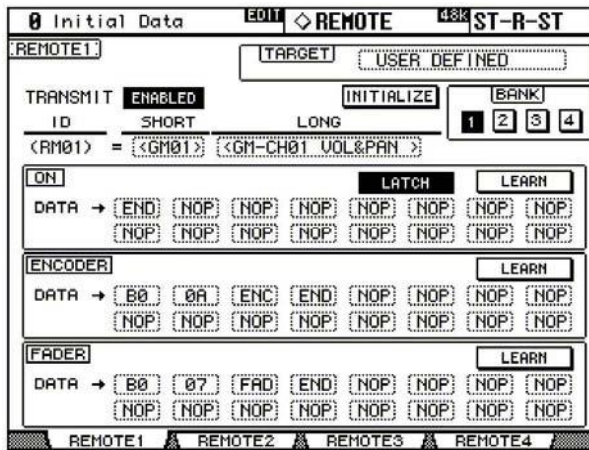 0 Initial Data EDIT ◇REMOTE 48K ST-R-ST
REMOTE1
TARGET USER DEFINED
TRANSMIT ENABLED INITIALIZE BANK
ID SHORT LONG 1 2 3 4
(RM01) = <GM01> <GM-CH01 VOL&PAN >
ON LATCH LEARN
DATA → END NOP NOP NOP NOP NOP NOP NOP
NOP NOP NOP NOP NOP NOP NOP NOP
ENCODER LEARN
DATA → B0 0A ENC END NOP NOP NOP NOP
NOP NOP NOP NOP NOP NOP NOP NOP
FADER LEARN
DATA → B0 07 FAD END NOP NOP NOP NOP
NOP NOP NOP NOP NOP NOP NOP NOP
REMOTE1 REMOTE2 REMOTE3 REMOTE4